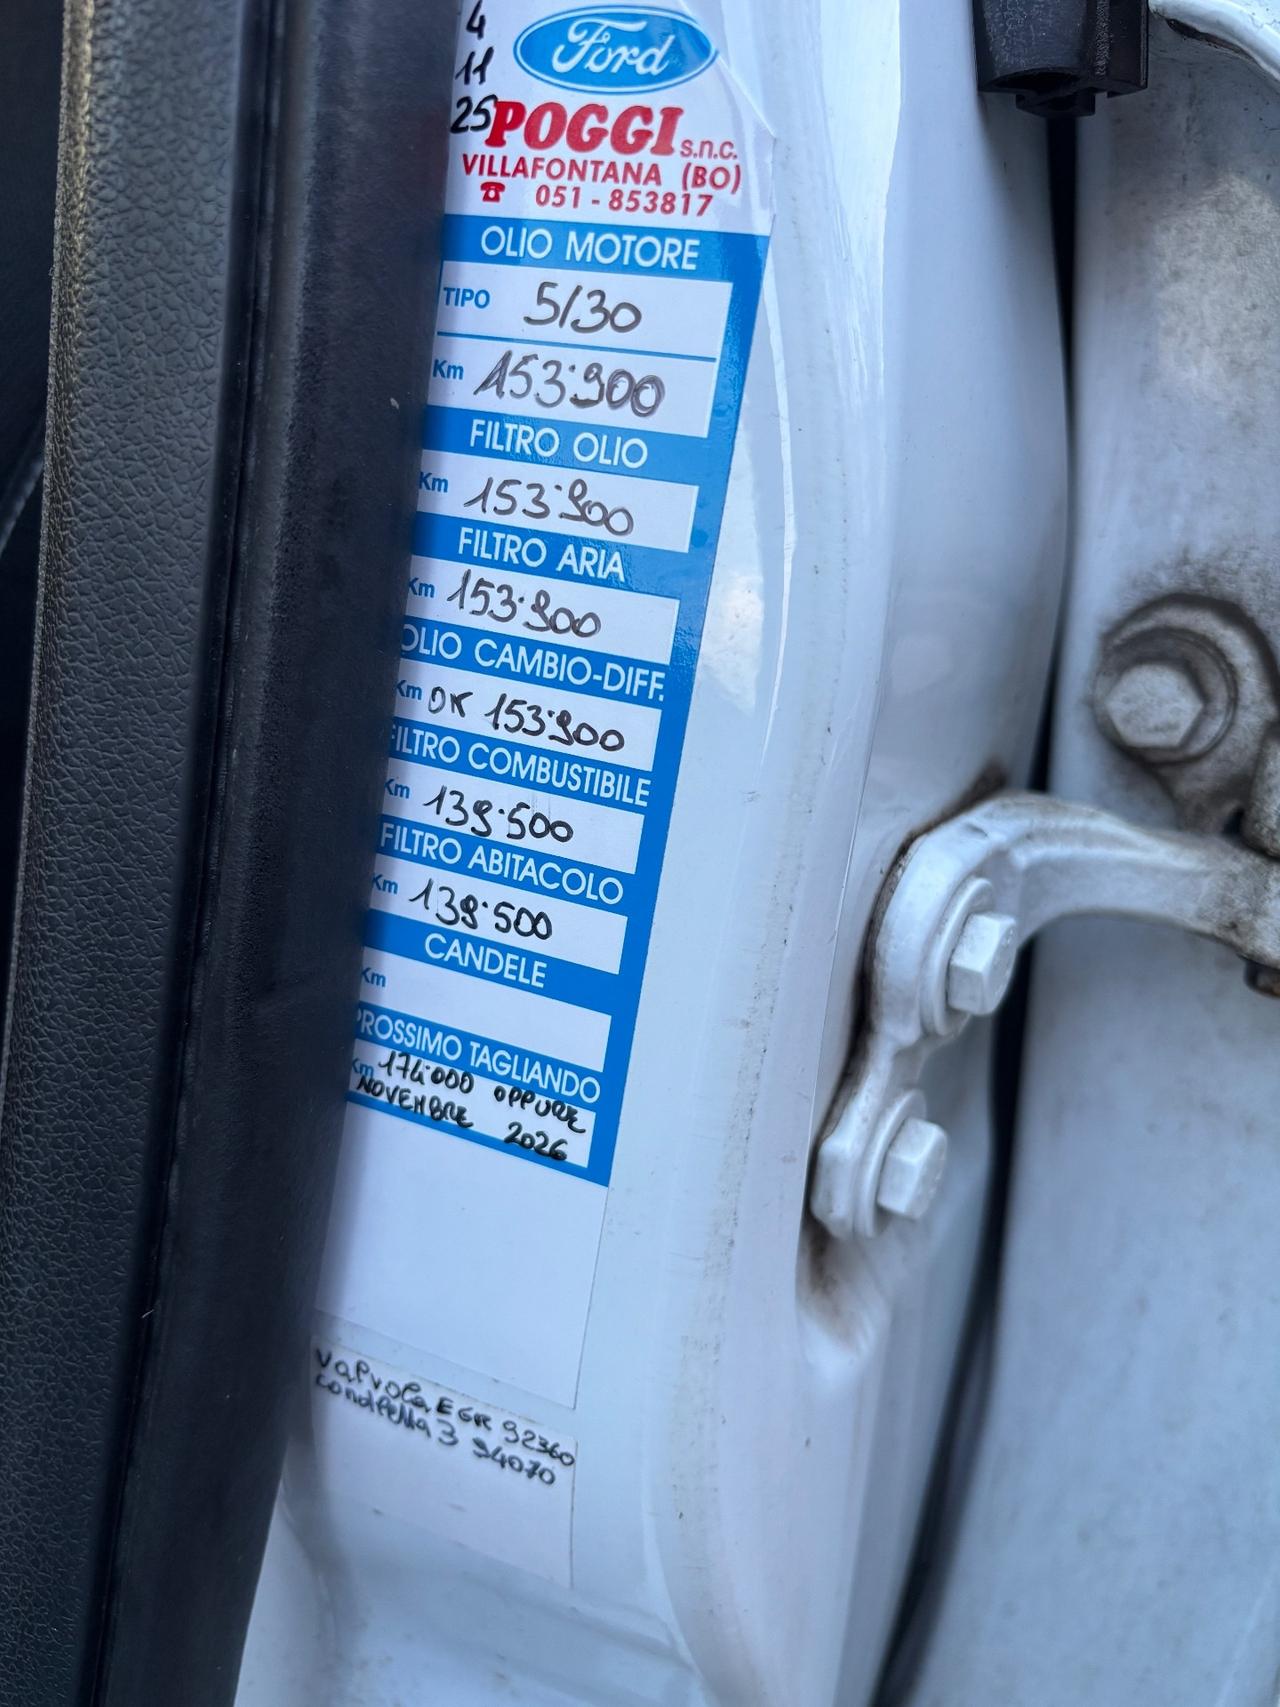 4
11
25
Ford
POGGI s.n.c.
VILLAFONTANA (BO)
☎ 051 - 853817
OLIO MOTORE
TIPO 5/30
Km 153·900
FILTRO OLIO
Km 153·900
FILTRO ARIA
Km 153·900
OLIO CAMBIO-DIFF.
Km OK 153·900
FILTRO COMBUSTIBILE
Km 139·500
FILTRO ABITACOLO
Km 139·500
CANDELE
Km
PROSSIMO TAGLIANDO
Km 174·000 OPPURE
NOVEMBRE 2026
Valvola EGR 92360
candeletta 3 94070